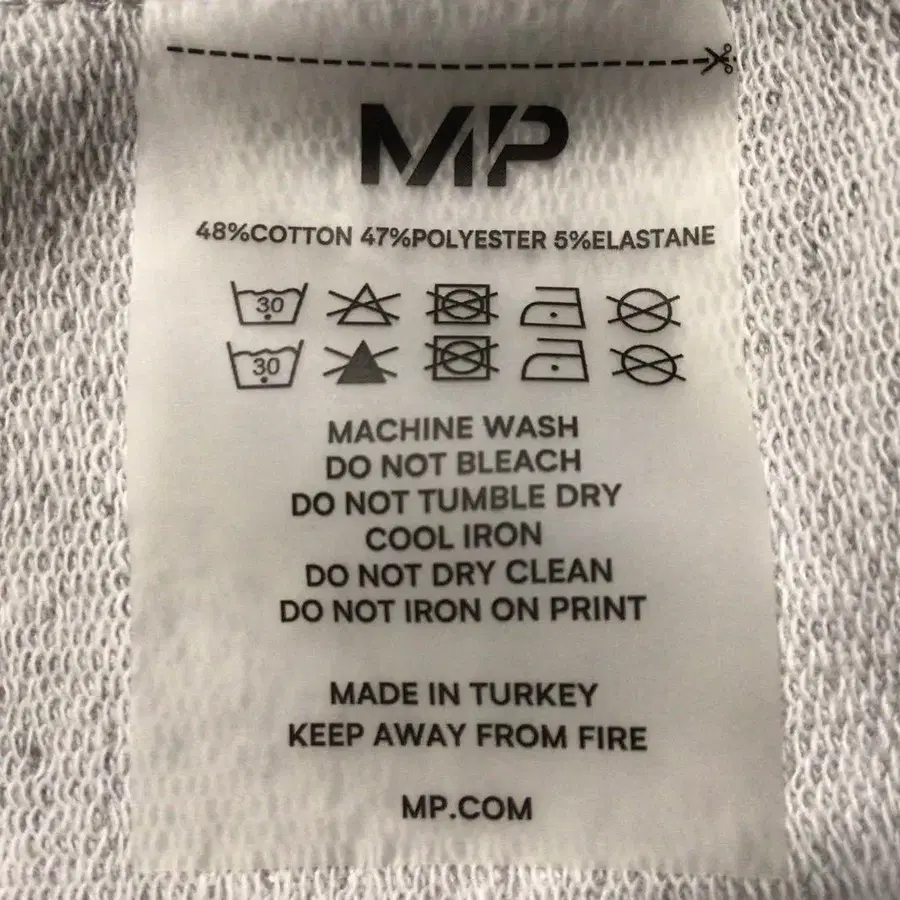 MP
48%COTTON 47%POLYESTER 5%ELASTANE
30
30
MACHINE WASH
DO NOT BLEACH
DO NOT TUMBLE DRY
COOL IRON
DO NOT DRY CLEAN
DO NOT IRON ON PRINT
MADE IN TURKEY
KEEP AWAY FROM FIRE
MP.COM